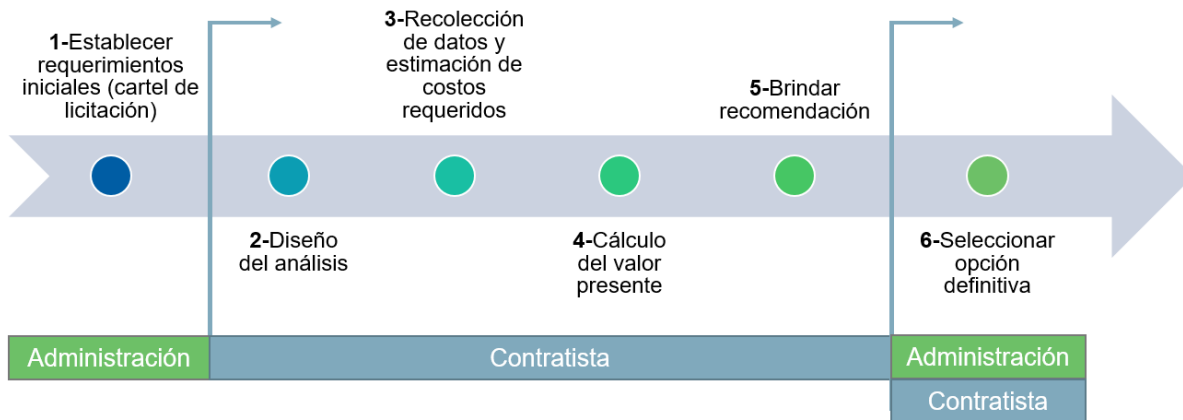 1-Establecer
requerimientos
iniciales (cartel de
licitación)
2-Diseño
del análisis
3-Recolección
de datos y
estimación de
costos
requeridos
4-Cálculo
del valor
presente
5-Brindar
recomendación
6-Seleccionar
opción
definitiva
Administración
Contratista
Administración
Contratista